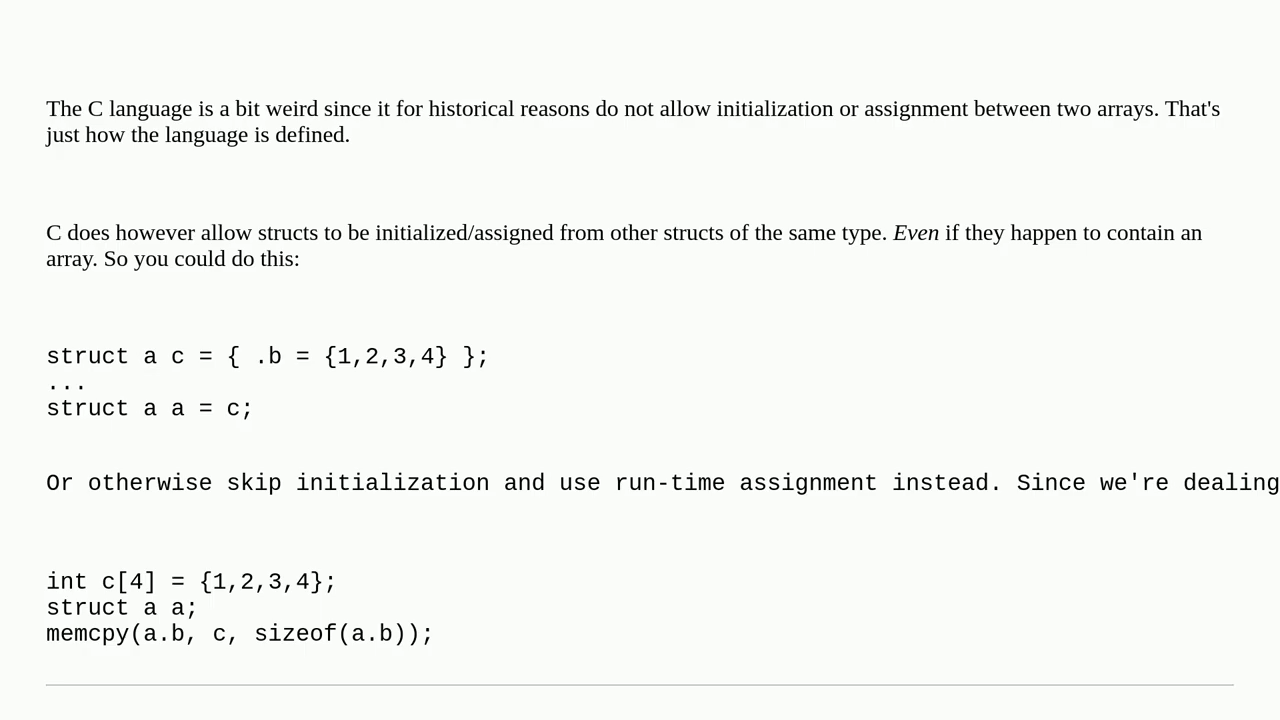 The C language is a bit weird since it for historical reasons do not allow initialization or assignment between two arrays. That's
just how the language is defined.
C does however allow structs to be initialized/assigned from other structs of the same type. Even if they happen to contain an
array. So you could do this:
struct a c = { .b = {1,2,3,4} };
...
struct a a = c;
Or otherwise skip initialization and use run-time assignment instead. Since we're dealing
int c[4] = {1,2,3,4};
struct a a;
memcpy(a.b, c, sizeof(a.b));